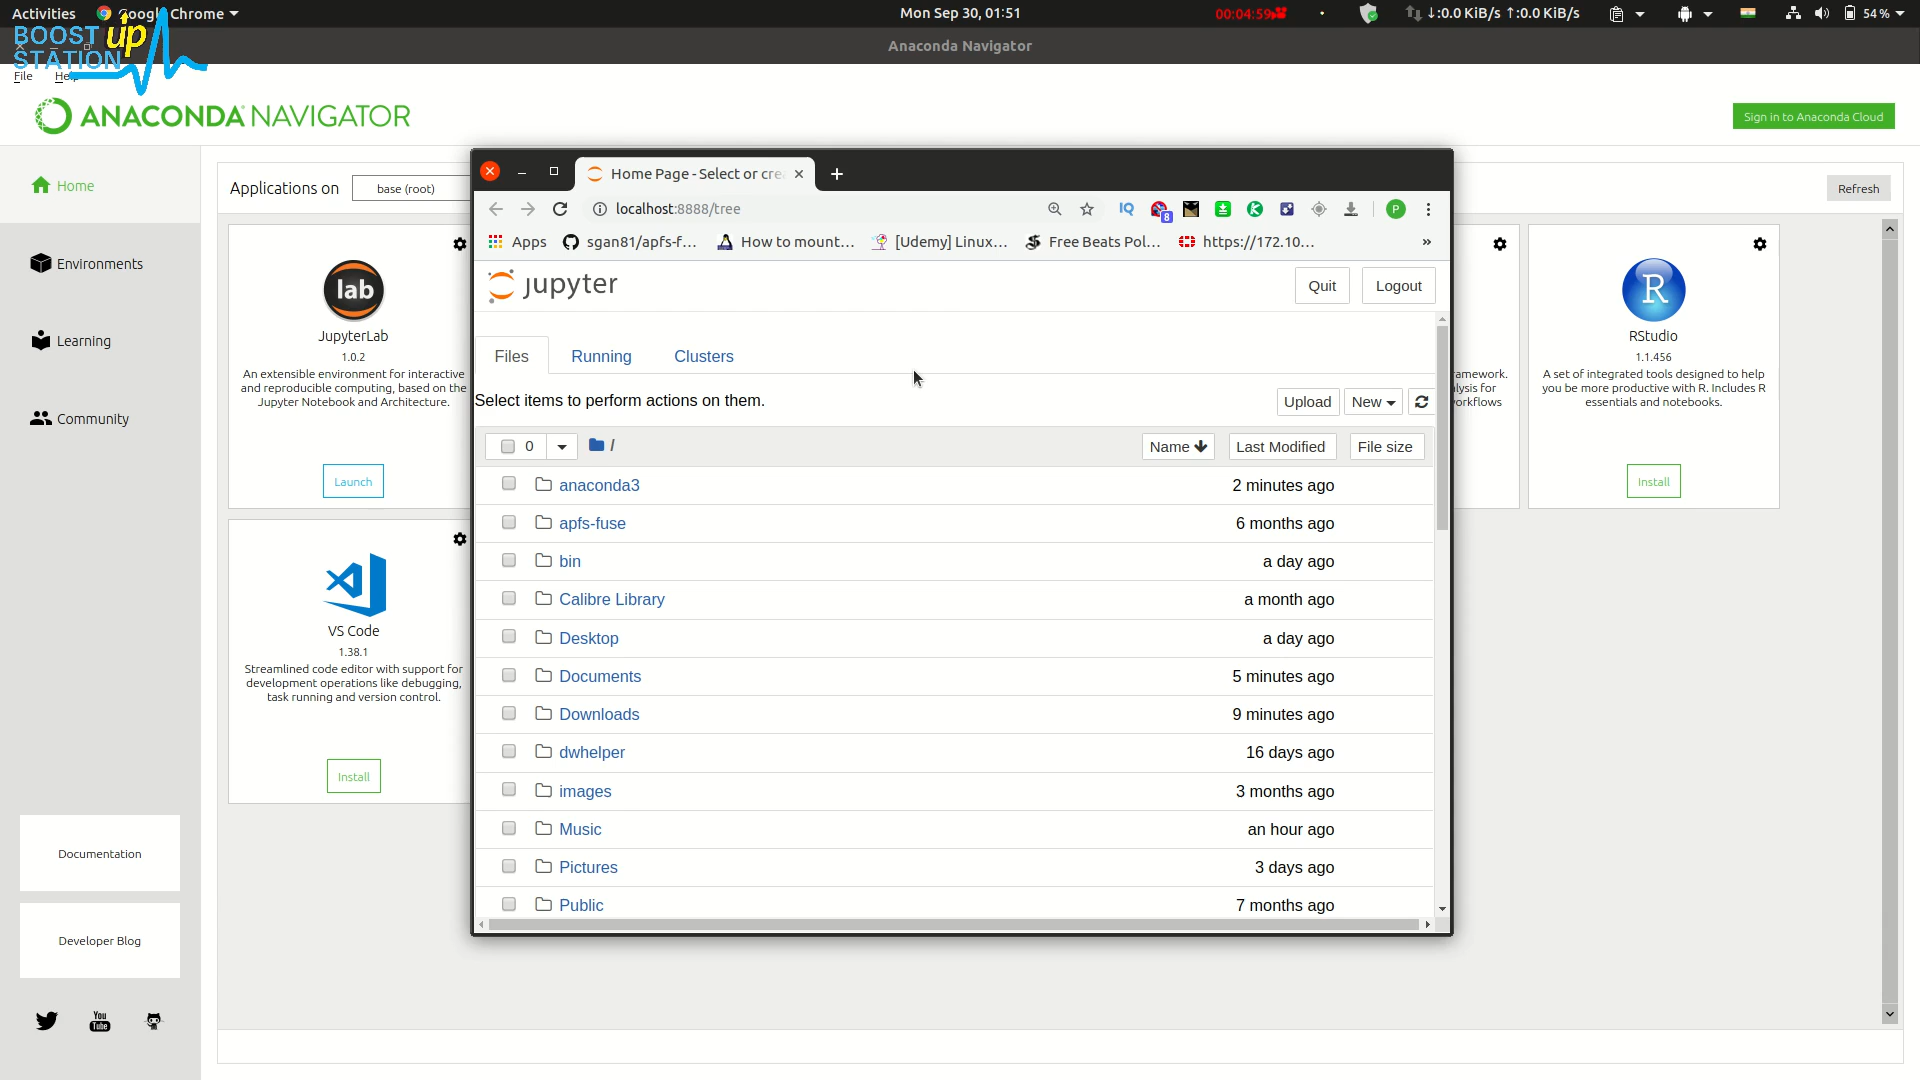 Activities
Google Chrome
Mon Sep 30, 01:51
00:04:59
↓:0.0 KiB/s ↑:0.0 KiB/s
54 %
BOOST up
STATION
Anaconda Navigator
File
ANACONDA NAVIGATOR
Sign in to Anaconda Cloud
Home
Environments
Learning
Community
Documentation
Developer Blog
You
Tube
Applications on
base (root)
Refresh
lab
JupyterLab
1.0.2
An extensible environment for interactive
and reproducible computing, based on the
Jupyter Notebook and Architecture.
Launch
VS Code
1.38.1
Streamlined code editor with support for
development operations like debugging,
task running and version control.
Install
Home Page - Select or cre
localhost:8888/tree
IQ
8
P
Apps
sgan81/apfs-f...
How to mount...
[Udemy] Linux...
Free Beats Pol...
https://172.10...
»
jupyter
Quit
Logout
Files
Running
Clusters
Select items to perform actions on them.
Upload
New
0
/
Name
Last Modified
File size
anaconda3 2 minutes ago
apfs-fuse 6 months ago
bin a day ago
Calibre Library a month ago
Desktop a day ago
Documents 5 minutes ago
Downloads 9 minutes ago
dwhelper 16 days ago
images 3 months ago
Music an hour ago
Pictures 3 days ago
Public 7 months ago
amework.
lysis for
orkflows
R
RStudio
1.1.456
A set of integrated tools designed to help
you be more productive with R. Includes R
essentials and notebooks.
Install